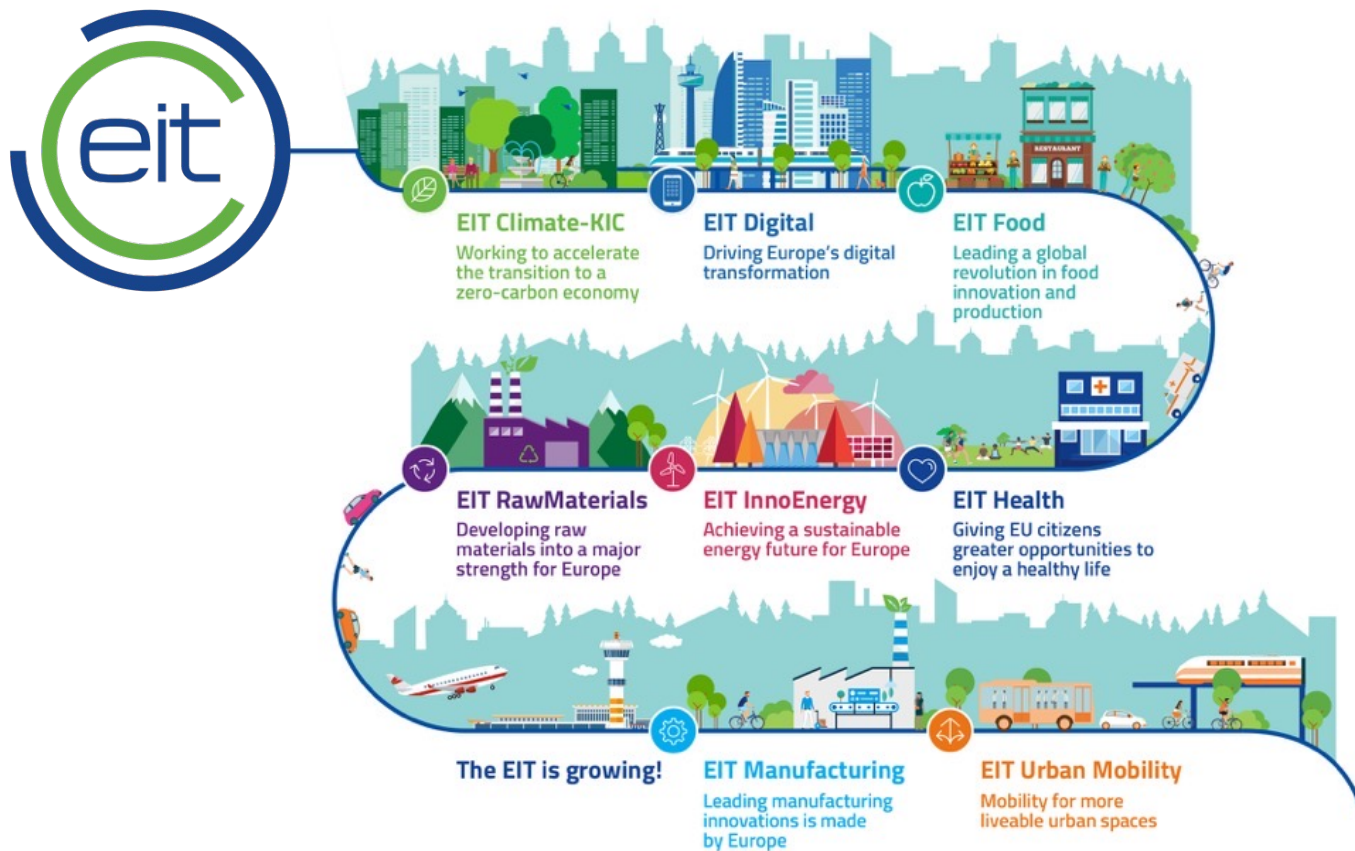 eit
RESTAURANT
EIT Climate-KIC
Working to accelerate
the transition to a
zero-carbon economy
EIT Digital
Driving Europe's digital
transformation
EIT Food
Leading a global
revolution in food
innovation and
production
EIT RawMaterials
Developing raw
materials into a major
strength for Europe
EIT InnoEnergy
Achieving a sustainable
energy future for Europe
EIT Health
Giving EU citizens
greater opportunities to
enjoy a healthy life
The EIT is growing!
EIT Manufacturing
Leading manufacturing
innovations is made
by Europe
EIT Urban Mobility
Mobility for more
liveable urban spaces